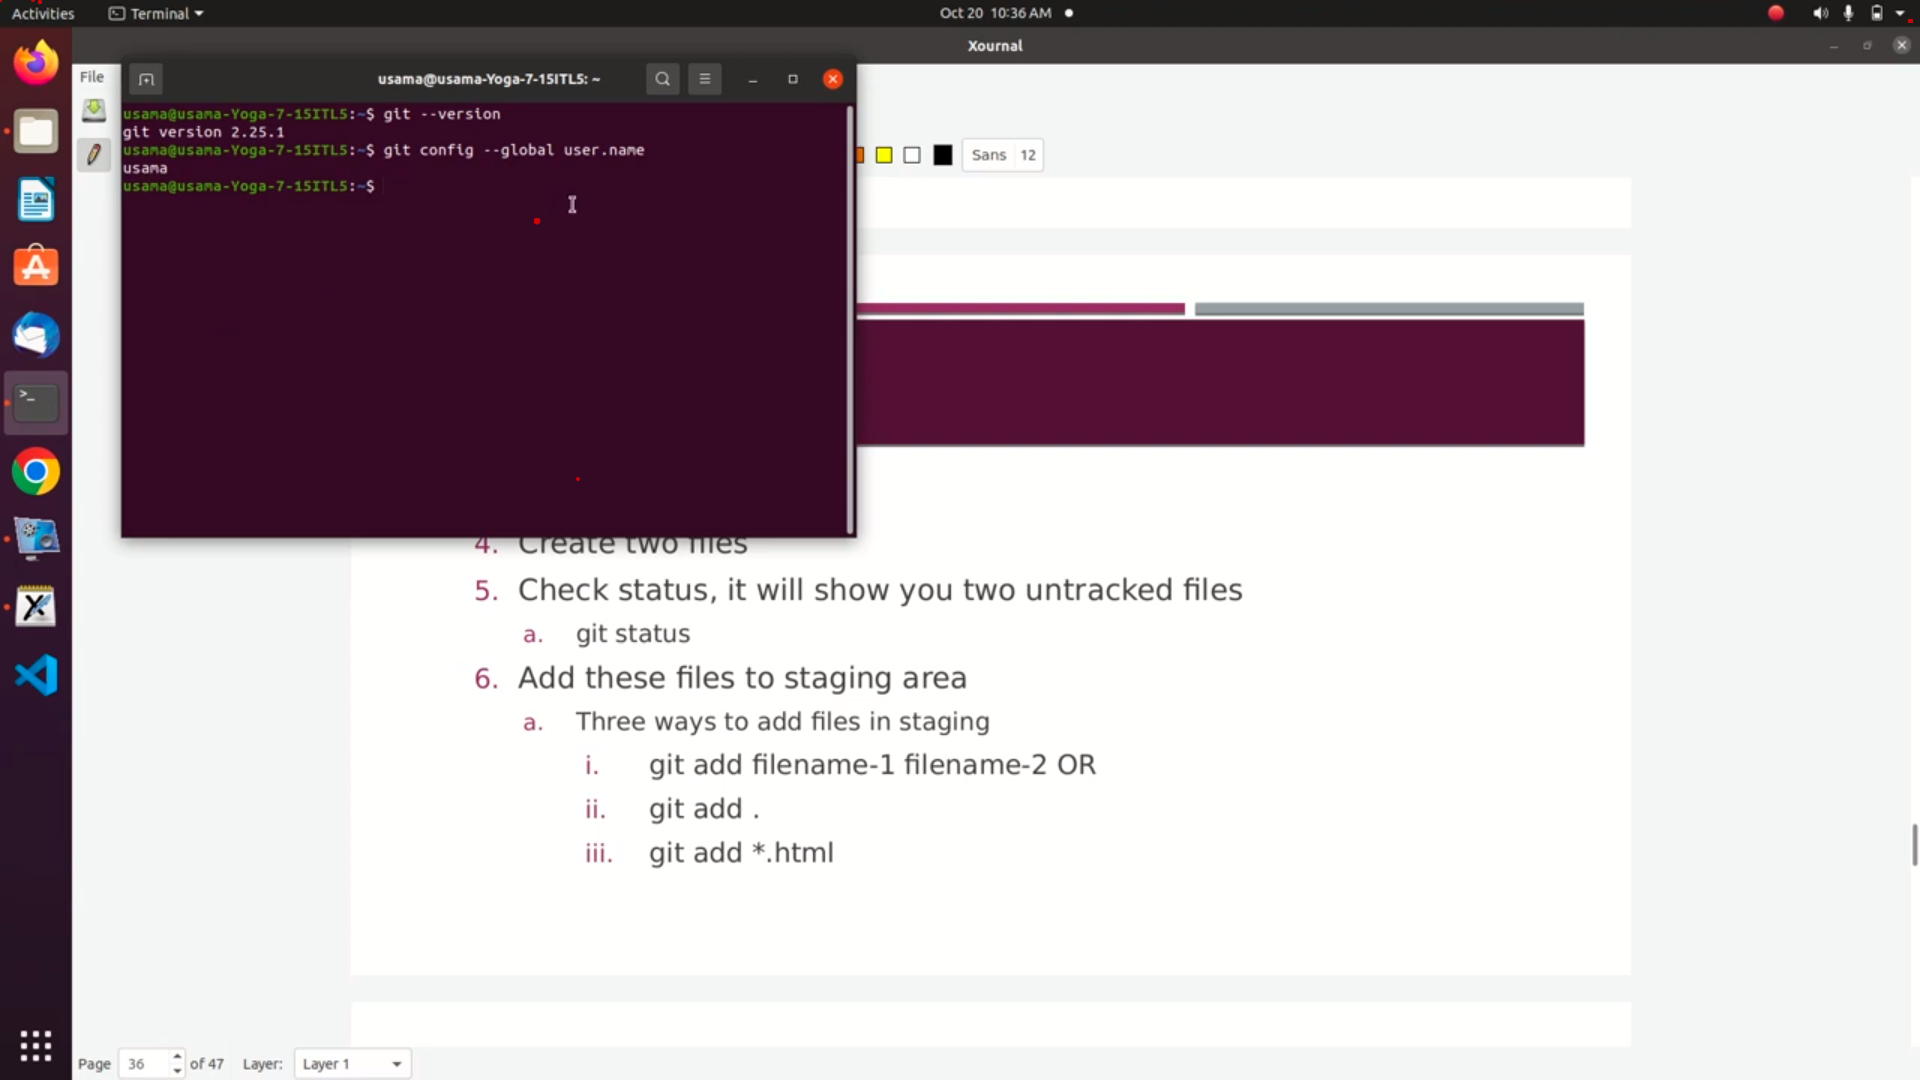 Activities
Terminal
Oct 20 10:36 AM
Xournal
File
usama@usama-Yoga-7-15ITL5: ~
usama@usama-Yoga-7-15ITL5:~$ git --version
git version 2.25.1
usama@usama-Yoga-7-15ITL5:~$ git config --global user.name
usama
usama@usama-Yoga-7-15ITL5:~$
Sans 12
4. Create two files
5. Check status, it will show you two untracked files
a. git status
6. Add these files to staging area
a. Three ways to add files in staging
i. git add filename-1 filename-2 OR
ii. git add .
iii. git add *.html
Page 36 of 47 Layer: Layer 1